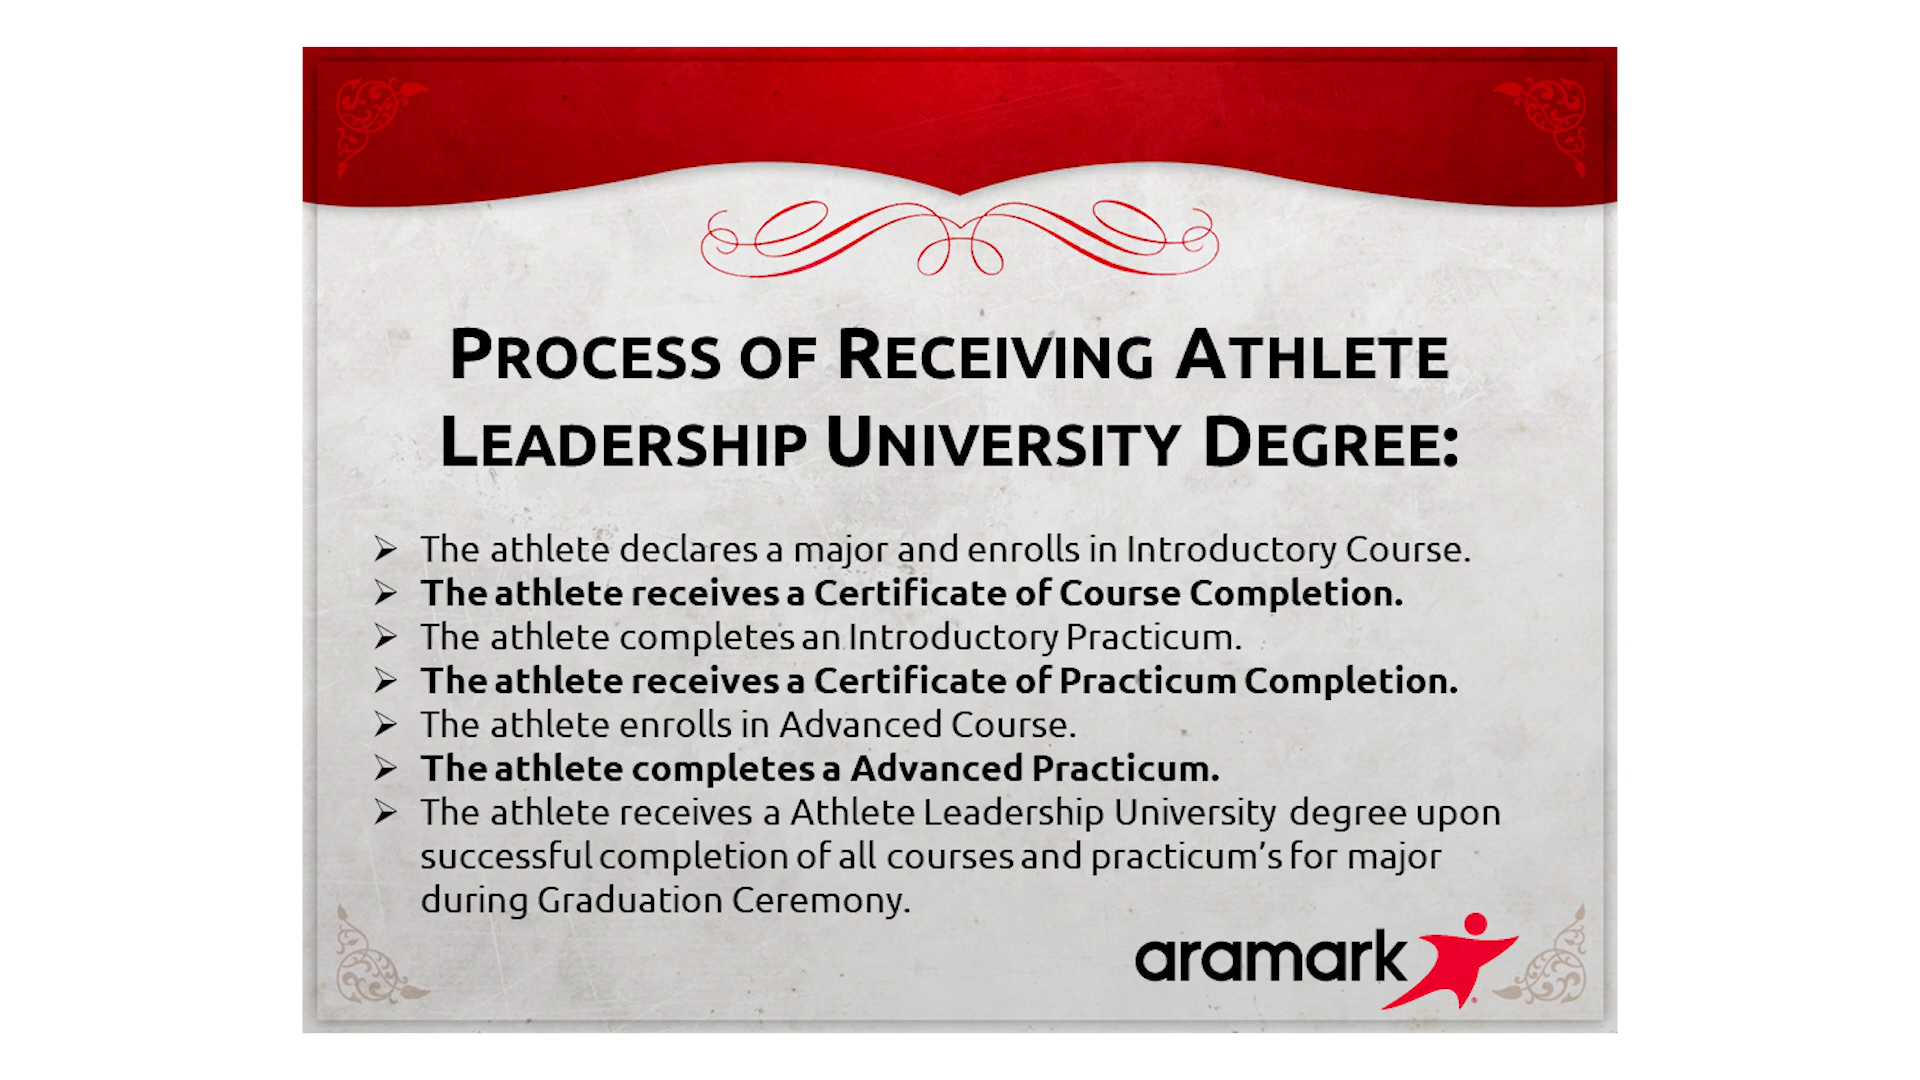 PROCESS OF RECEIVING ATHLETE
LEADERSHIP UNIVERSITY DEGREE:
➢ The athlete declares a major and enrolls in Introductory Course.
➢ The athlete receives a Certificate of Course Completion.
➢ The athlete completes an Introductory Practicum.
➢ The athlete receives a Certificate of Practicum Completion.
➢ The athlete enrolls in Advanced Course.
➢ The athlete completes a Advanced Practicum.
➢ The athlete receives a Athlete Leadership University degree upon
successful completion of all courses and practicum’s for major
during Graduation Ceremony.
aramark